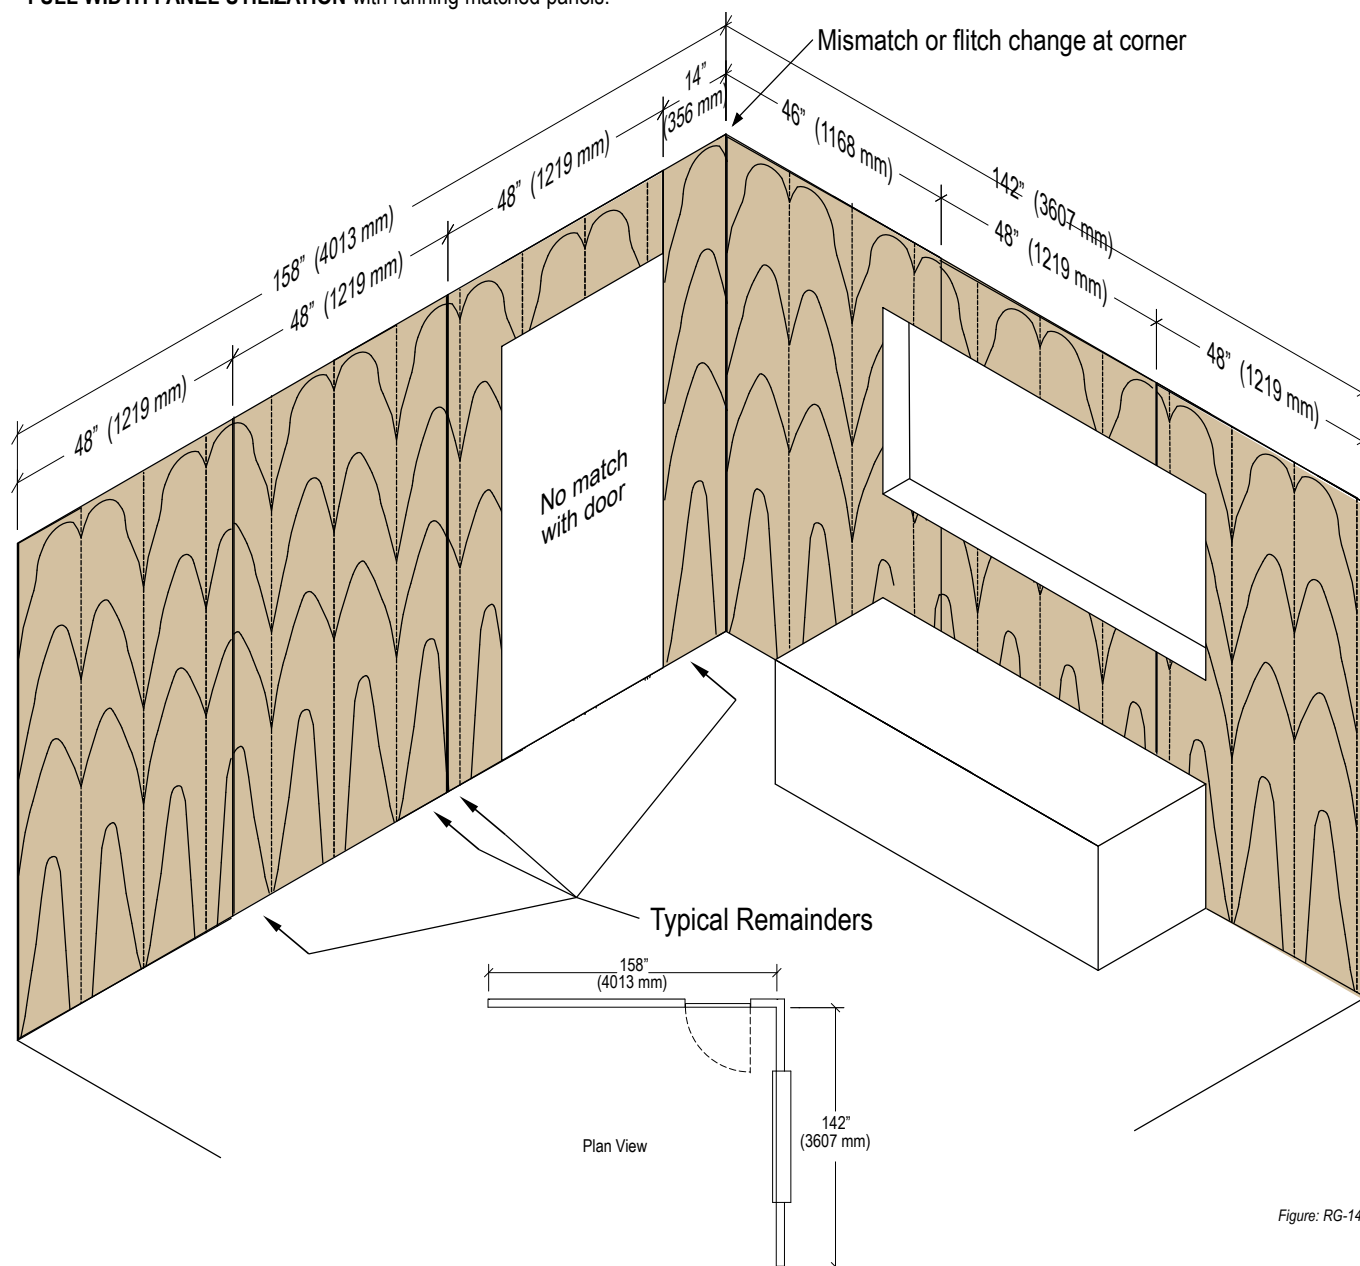 FULL WIDTH PANEL UTILIZATION with running matched panels.
Mismatch or flitch change at corner
14"
(356 mm)
46" (1168 mm)
48" (1219 mm)
142" (3607 mm)
158" (4013 mm)
48" (1219 mm)
48" (1219 mm)
48" (1219 mm)
48" (1219 mm)
No match
with door
Typical Remainders
158"
(4013 mm)
142"
(3607 mm)
Plan View
Figure: RG-14